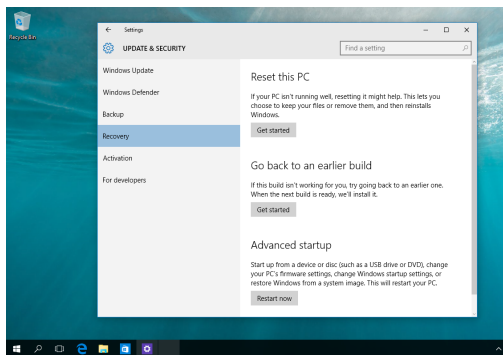 Recycle Bin
Settings
UPDATE & SECURITY
Find a setting
Windows Update
Windows Defender
Backup
Recovery
Activation
For developers
Reset this PC
If your PC isn't running well, resetting it might help. This lets you
choose to keep your files or remove them, and then reinstalls
Windows.
Get started
Go back to an earlier build
If this build isn't working for you, try going back to an earlier one.
When the next build is ready, we'll install it.
Get started
Advanced startup
Start up from a device or disc (such as a USB drive or DVD), change
your PC's firmware settings, change Windows startup settings, or
restore Windows from a system image. This will restart your PC.
Restart now